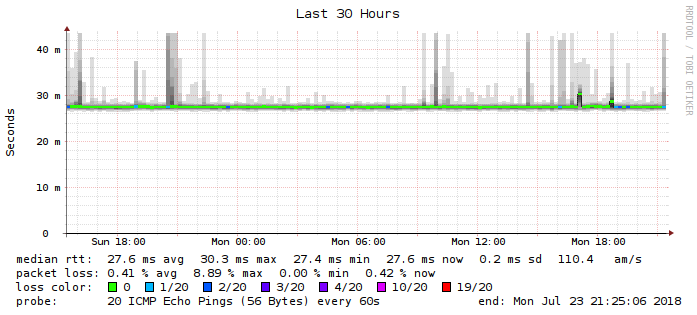 Last 30 Hours
RRDTOOL / TOBI OETIKER
Seconds
40 m
30 m
20 m
10 m
0
Sun 18:00 Mon 00:00 Mon 06:00 Mon 12:00 Mon 18:00
median rtt: 27.6 ms avg 30.3 ms max 27.4 ms min 27.6 ms now 0.2 ms sd 110.4 am/s
packet loss: 0.41 % avg 8.89 % max 0.00 % min 0.42 % now
loss color: 0 1/20 2/20 3/20 4/20 10/20 19/20
probe: 20 ICMP Echo Pings (56 Bytes) every 60s end: Mon Jul 23 21:25:06 2018